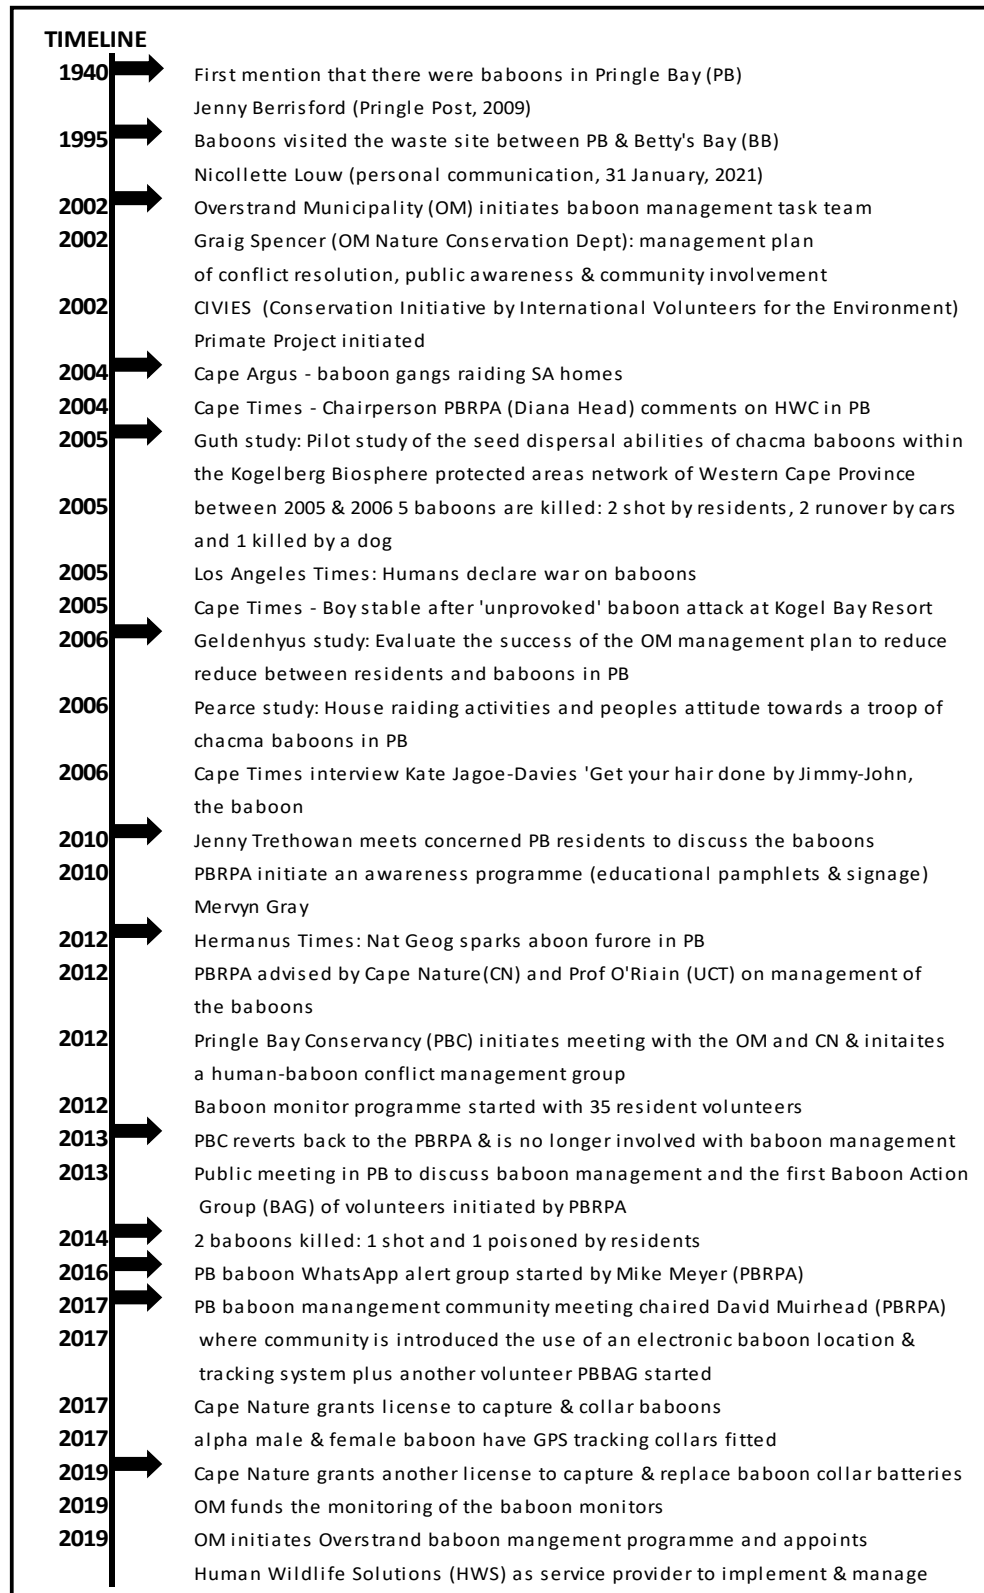 TIMELINE
1940 First mention that there were baboons in Pringle Bay (PB)
Jenny Berrisford (Pringle Post, 2009)
1995 Baboons visited the waste site between PB & Betty's Bay (BB)
Nicollette Louw (personal communication, 31 January, 2021)
2002 Overstrand Municipality (OM) initiates baboon management task team
2002 Graig Spencer (OM Nature Conservation Dept): management plan
of conflict resolution, public awareness & community involvement
2002 CIVIES (Conservation Initiative by International Volunteers for the Environment)
Primate Project initiated
2004 Cape Argus - baboon gangs raiding SA homes
2004 Cape Times - Chairperson PBRPA (Diana Head) comments on HWC in PB
2005 Guth study: Pilot study of the seed dispersal abilities of chacma baboons within
the Kogelberg Biosphere protected areas network of Western Cape Province
2005 between 2005 & 2006 5 baboons are killed: 2 shot by residents, 2 runover by cars
and 1 killed by a dog
2005 Los Angeles Times: Humans declare war on baboons
2005 Cape Times - Boy stable after 'unprovoked' baboon attack at Kogel Bay Resort
2006 Geldenhyus study: Evaluate the success of the OM management plan to reduce
reduce between residents and baboons in PB
2006 Pearce study: House raiding activities and peoples attitude towards a troop of
chacma baboons in PB
2006 Cape Times interview Kate Jagoe-Davies 'Get your hair done by Jimmy-John,
the baboon
2010 Jenny Trethowan meets concerned PB residents to discuss the baboons
2010 PBRPA initiate an awareness programme (educational pamphlets & signage)
Mervyn Gray
2012 Hermanus Times: Nat Geog sparks aboon furore in PB
2012 PBRPA advised by Cape Nature(CN) and Prof O'Riain (UCT) on management of
the baboons
2012 Pringle Bay Conservancy (PBC) initiates meeting with the OM and CN & initaites
a human-baboon conflict management group
2012 Baboon monitor programme started with 35 resident volunteers
2013 PBC reverts back to the PBRPA & is no longer involved with baboon management
2013 Public meeting in PB to discuss baboon management and the first Baboon Action
Group (BAG) of volunteers initiated by PBRPA
2014 2 baboons killed: 1 shot and 1 poisoned by residents
2016 PB baboon WhatsApp alert group started by Mike Meyer (PBRPA)
2017 PB baboon manangement community meeting chaired David Muirhead (PBRPA)
2017 where community is introduced the use of an electronic baboon location &
tracking system plus another volunteer PBBAG started
2017 Cape Nature grants license to capture & collar baboons
2017 alpha male & female baboon have GPS tracking collars fitted
2019 Cape Nature grants another license to capture & replace baboon collar batteries
2019 OM funds the monitoring of the baboon monitors
2019 OM initiates Overstrand baboon mangement programme and appoints
Human Wildlife Solutions (HWS) as service provider to implement & manage